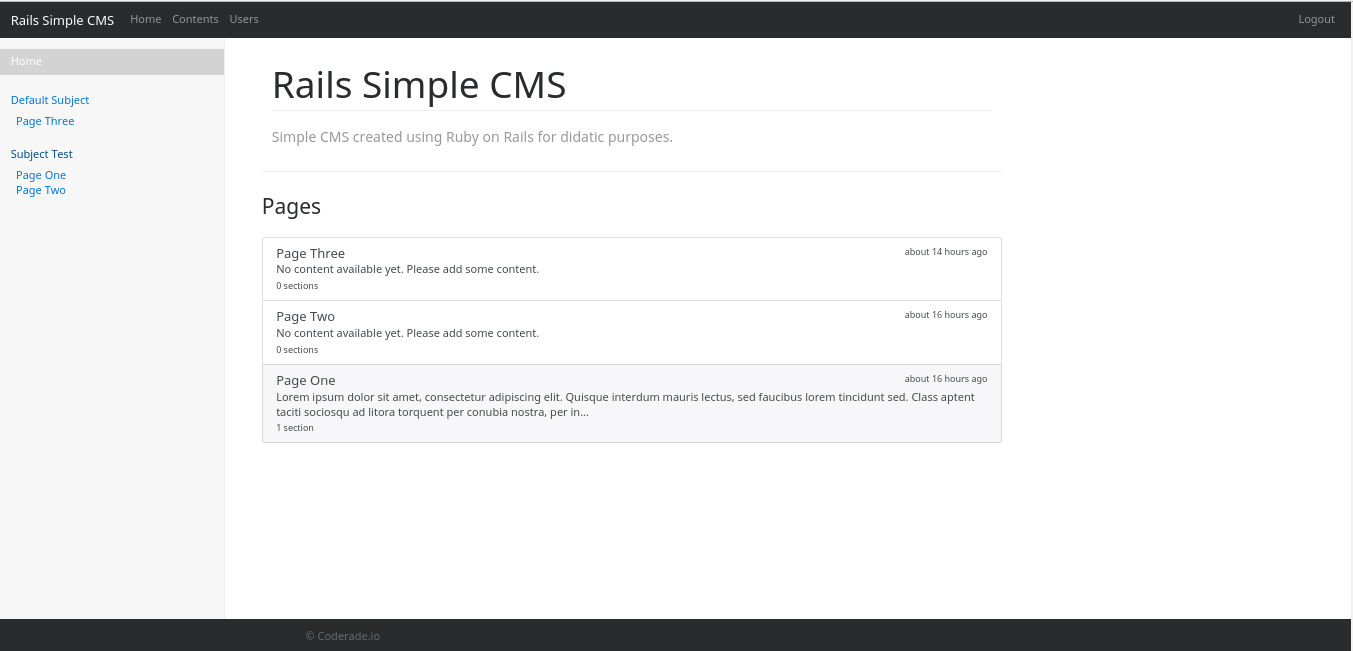 Rails Simple CMS Home Contents Users Logout
Home
Default Subject
Page Three
Subject Test
Page One
Page Two
Rails Simple CMS
Simple CMS created using Ruby on Rails for didatic purposes.
Pages
Page Three about 14 hours ago
No content available yet. Please add some content.
0 sections
Page Two about 16 hours ago
No content available yet. Please add some content.
0 sections
Page One about 16 hours ago
Lorem ipsum dolor sit amet, consectetur adipiscing elit. Quisque interdum mauris lectus, sed faucibus lorem tincidunt sed. Class aptent
taciti sociosqu ad litora torquent per conubia nostra, per in...
1 section
© Coderade.io